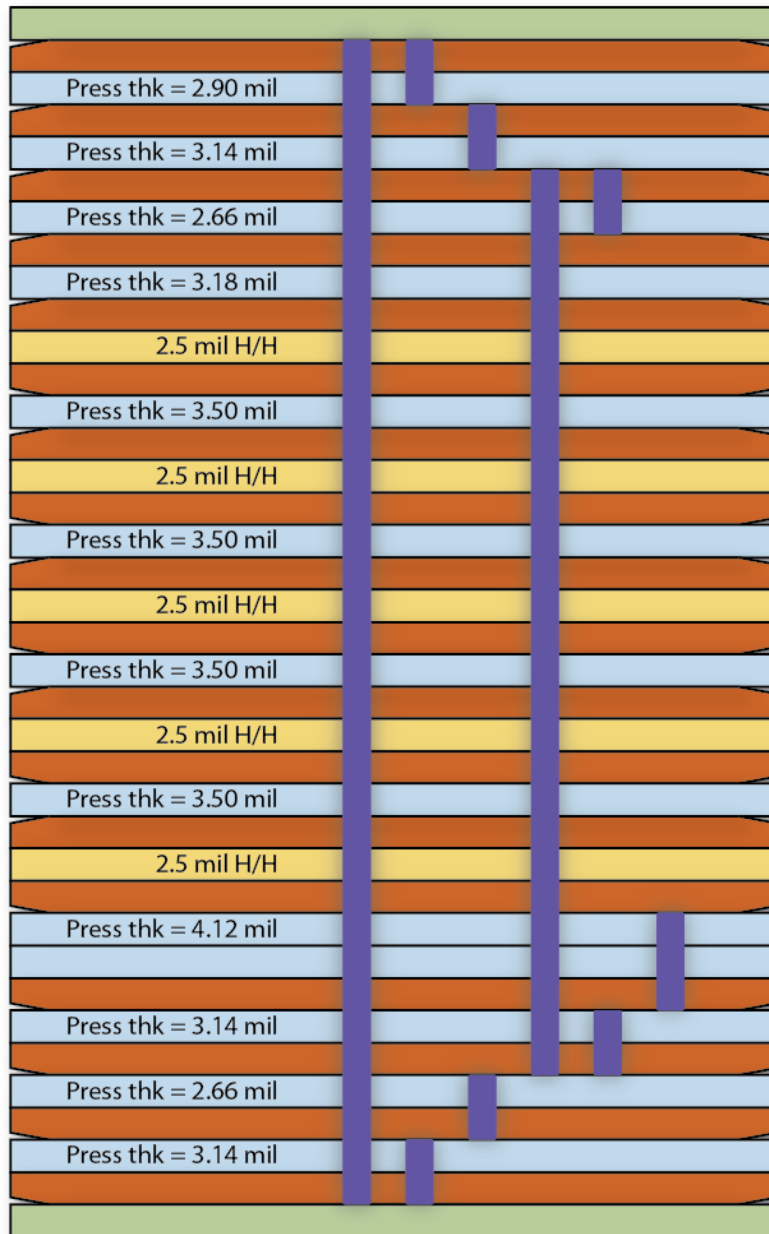 Press thk = 2.90 mil
Press thk = 3.14 mil
Press thk = 2.66 mil
Press thk = 3.18 mil
2.5 mil H/H
Press thk = 3.50 mil
2.5 mil H/H
Press thk = 3.50 mil
2.5 mil H/H
Press thk = 3.50 mil
2.5 mil H/H
Press thk = 3.50 mil
2.5 mil H/H
Press thk = 4.12 mil
Press thk = 3.14 mil
Press thk = 2.66 mil
Press thk = 3.14 mil